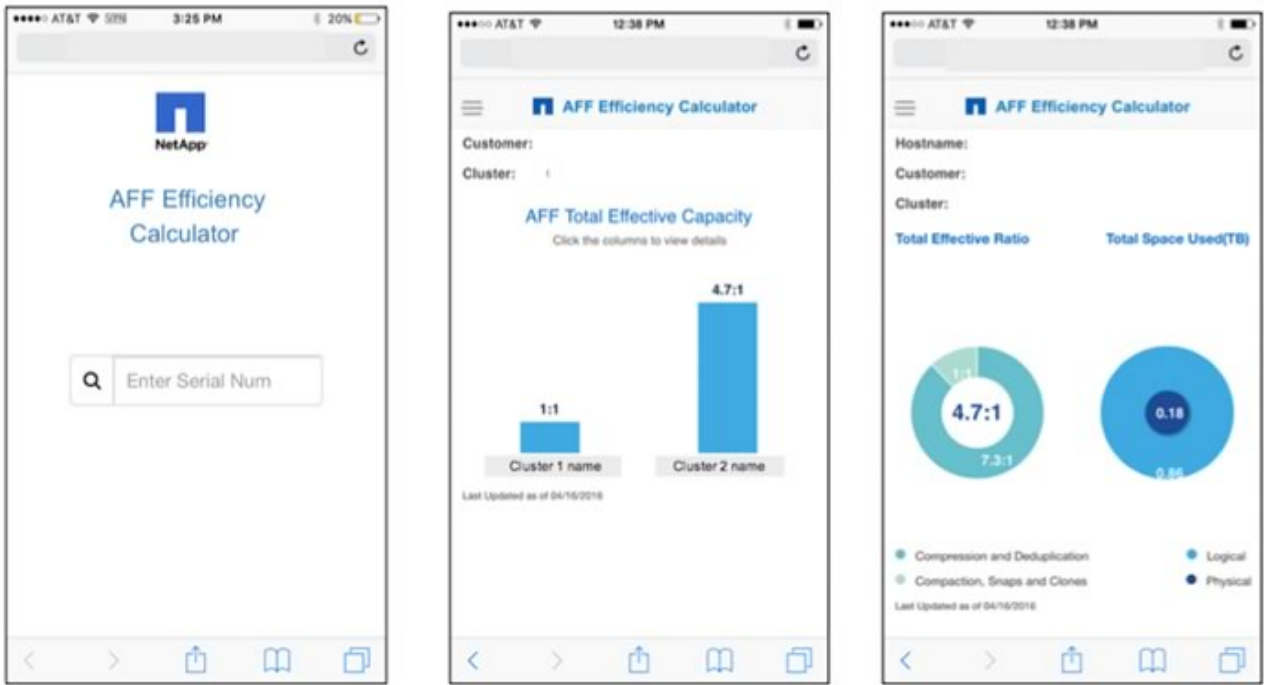 AT&T VPN 3:25 PM 20%
NetApp
AFF Efficiency
Calculator
Enter Serial Num
AT&T 12:38 PM
AFF Efficiency Calculator
Customer:
Cluster:
AFF Total Effective Capacity
Click the columns to view details
4.7:1
1:1
Cluster 1 name Cluster 2 name
Last Updated as of 04/16/2016
AT&T 12:38 PM
AFF Efficiency Calculator
Hostname:
Customer:
Cluster:
Total Effective Ratio Total Space Used(TB)
1:1
4.7:1 0.18
7.3:1
0.86
Compression and Deduplication Logical
Compaction, Snaps and Clones Physical
Last Updated as of 04/16/2016